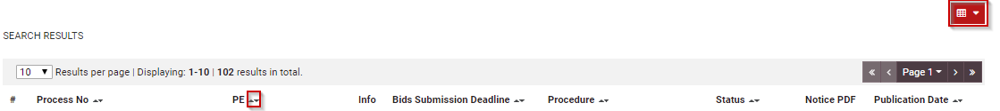 SEARCH RESULTS
10 Results per page | Displaying: 1-10 | 102 results in total. Page 1
# Process No PE Info Bids Submission Deadline Procedure Status Notice PDF Publication Date